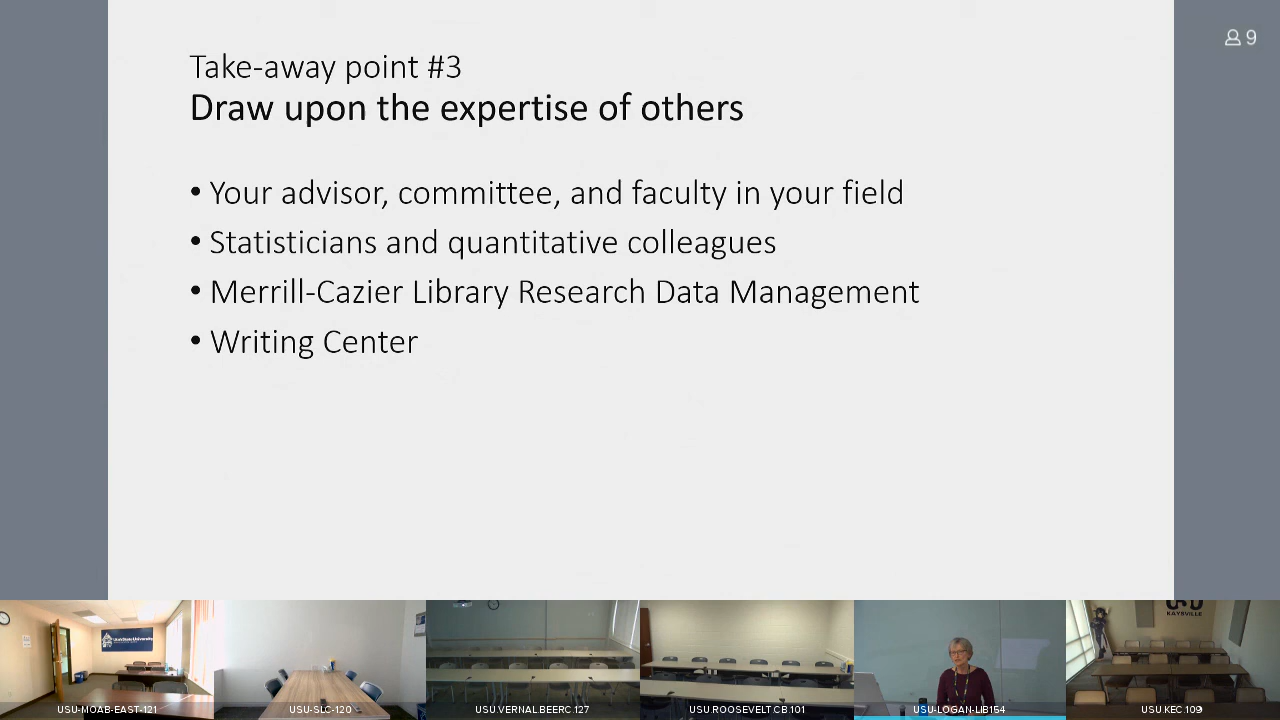 Take-away point #3
Draw upon the expertise of others
9
• Your advisor, committee, and faculty in your field
• Statisticians and quantitative colleagues
• Merrill-Cazier Library Research Data Management
• Writing Center
UtahStateUniversity
KAYSVILLE
USU-MOAB-EAST-121
USU-SLC-120
USU.VERNAL.BEERC.127
USU.ROOSEVELT.CB.101
USU-LOGAN-LIB154
USU.KEC.109